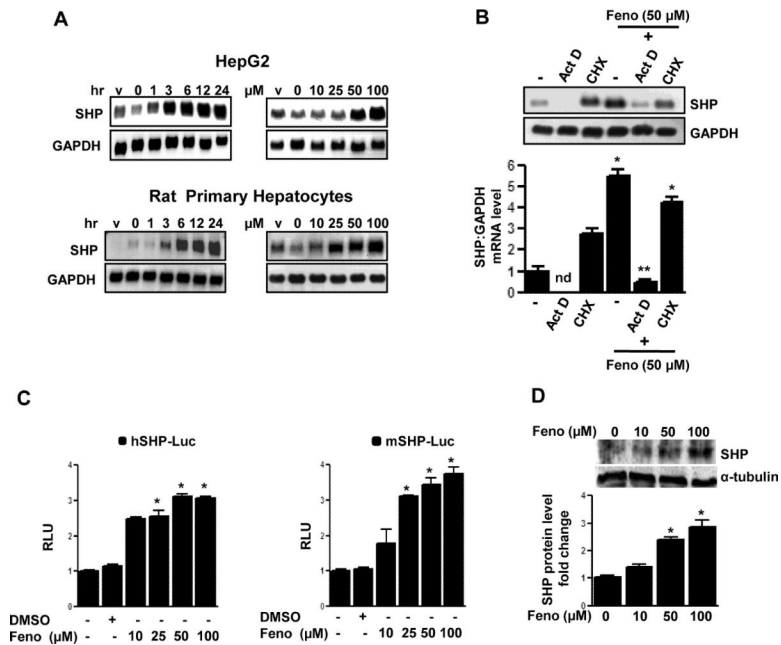 A
HepG2
hr v 0 1 3 6 12 24
SHP
GAPDH
µM v 0 10 25 50 100
Rat Primary Hepatocytes
hr v 0 1 3 6 12 24
SHP
GAPDH
µM v 0 10 25 50 100
B
Feno (50 µM)
+
- Act D CHX - Act D CHX
SHP
GAPDH
SHP:GAPDH
mRNA level
6
5
4
3
2
1
0
nd
*
**
*
- Act D CHX - Act D CHX
+
Feno (50 µM)
C
hSHP-Luc
RLU
4
3
2
1
0
* * *
DMSO - + - - - -
Feno (µM) - - 10 25 50 100
mSHP-Luc
RLU
4
3
2
1
0
* * *
DMSO - + - - - -
Feno (µM) - - 10 25 50 100
D
Feno (µM) 0 10 50 100
SHP
α-tubulin
SHP protein level
fold change
4
3
2
1
0
* *
Feno (µM) 0 10 50 100